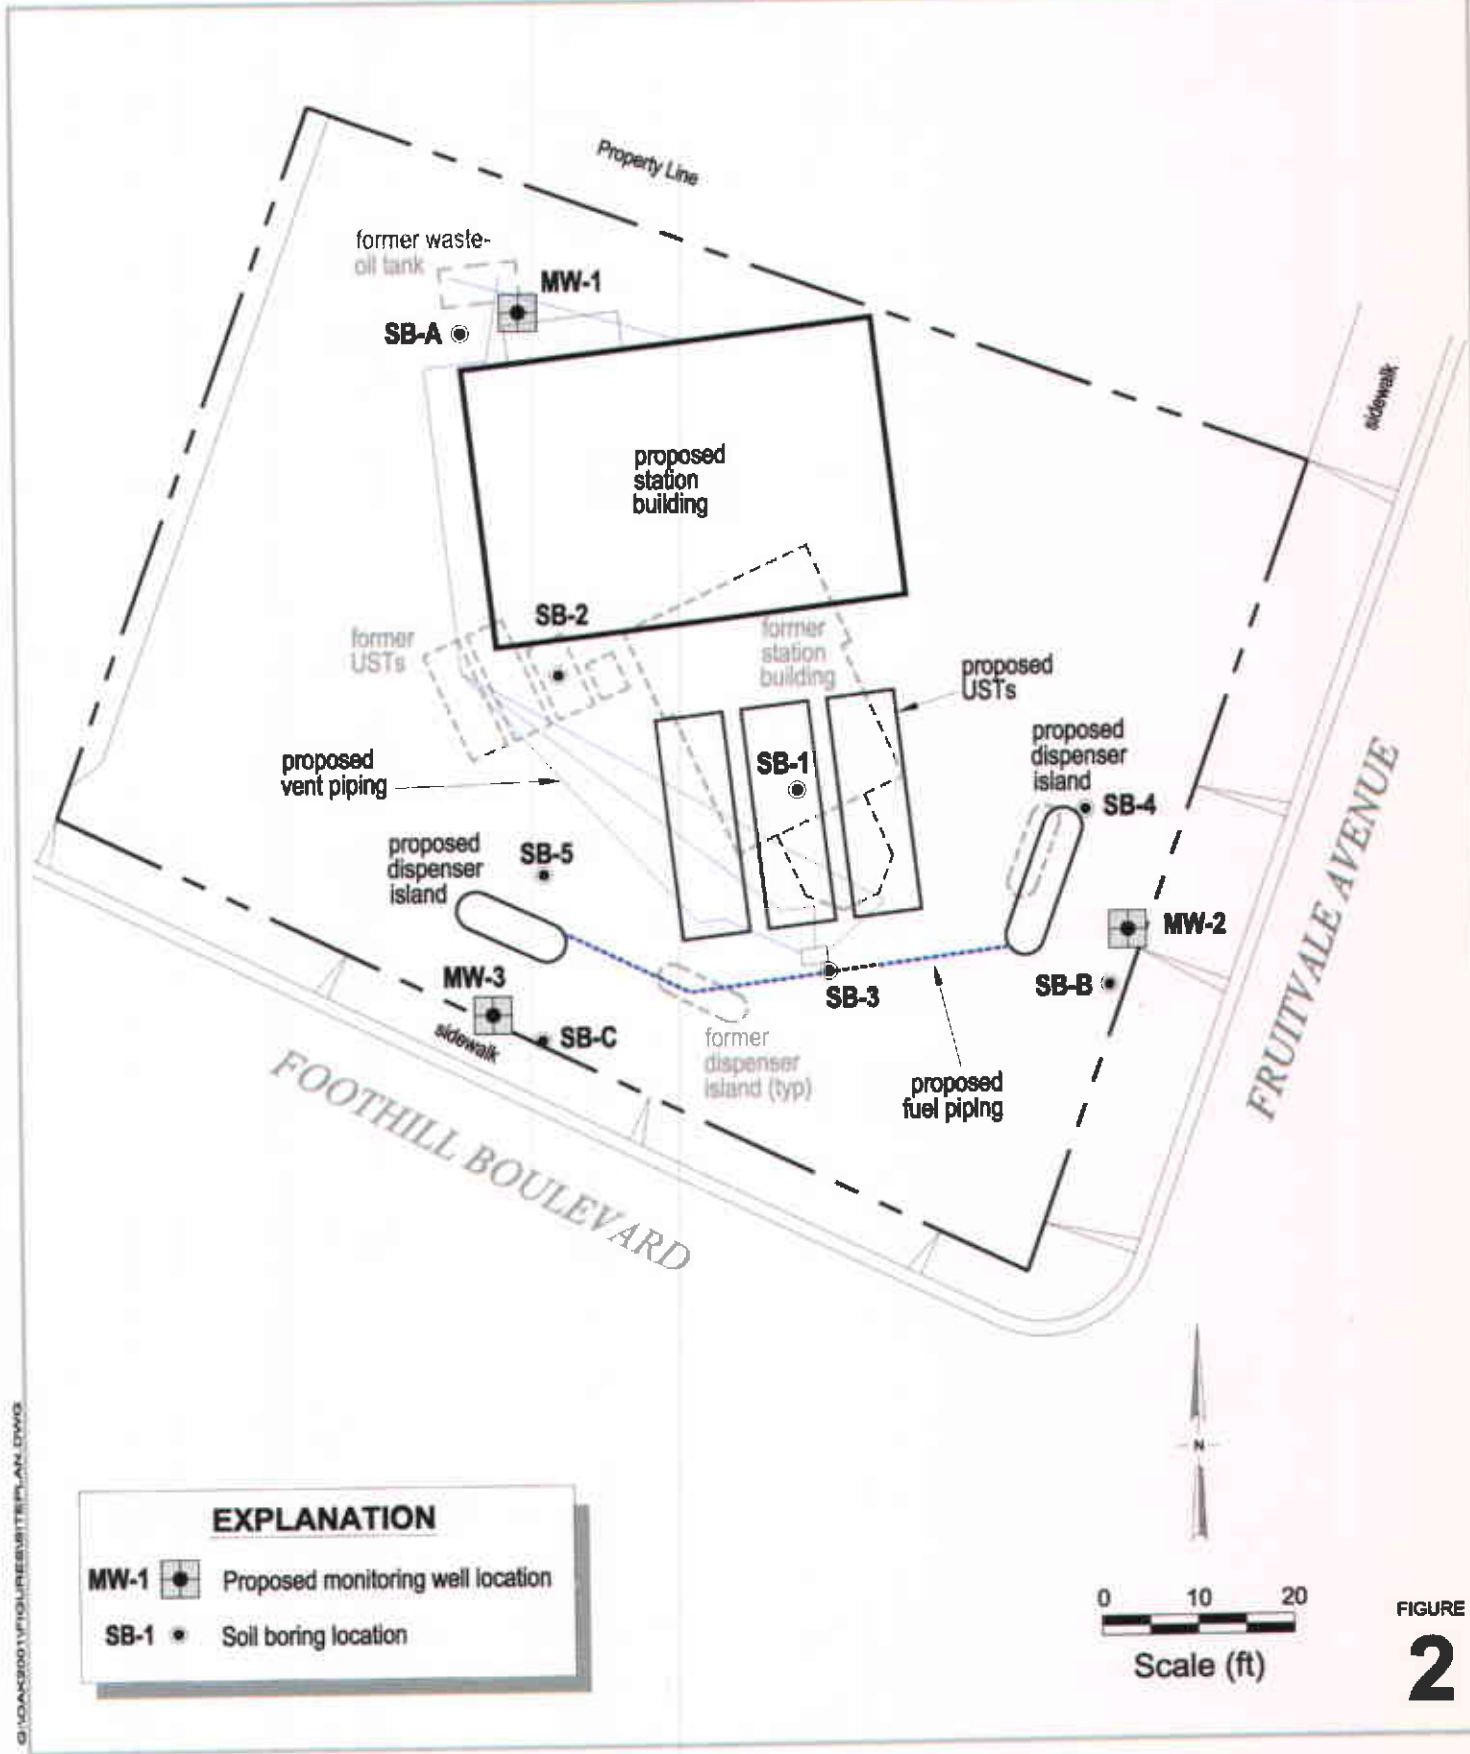 Property Line
former waste-
oil tank
MW-1
SB-A
sidewalk
proposed
station
building
SB-2
former
USTs
former
station
building
proposed
USTs
proposed
vent piping
SB-1
proposed
dispenser
island
SB-4
proposed
dispenser
island
SB-5
MW-2
MW-3
SB-B
SB-3
sidewalk
SB-C
former
dispenser
island (typ)
proposed
fuel piping
FOOTHILL BOULEVARD
FRUITVALE AVENUE
N
EXPLANATION
MW-1 Proposed monitoring well location
SB-1 Soil boring location
0 10 20
Scale (ft)
FIGURE
2
G:\OAK2001\FIGURES\SITEPLAN.DWG